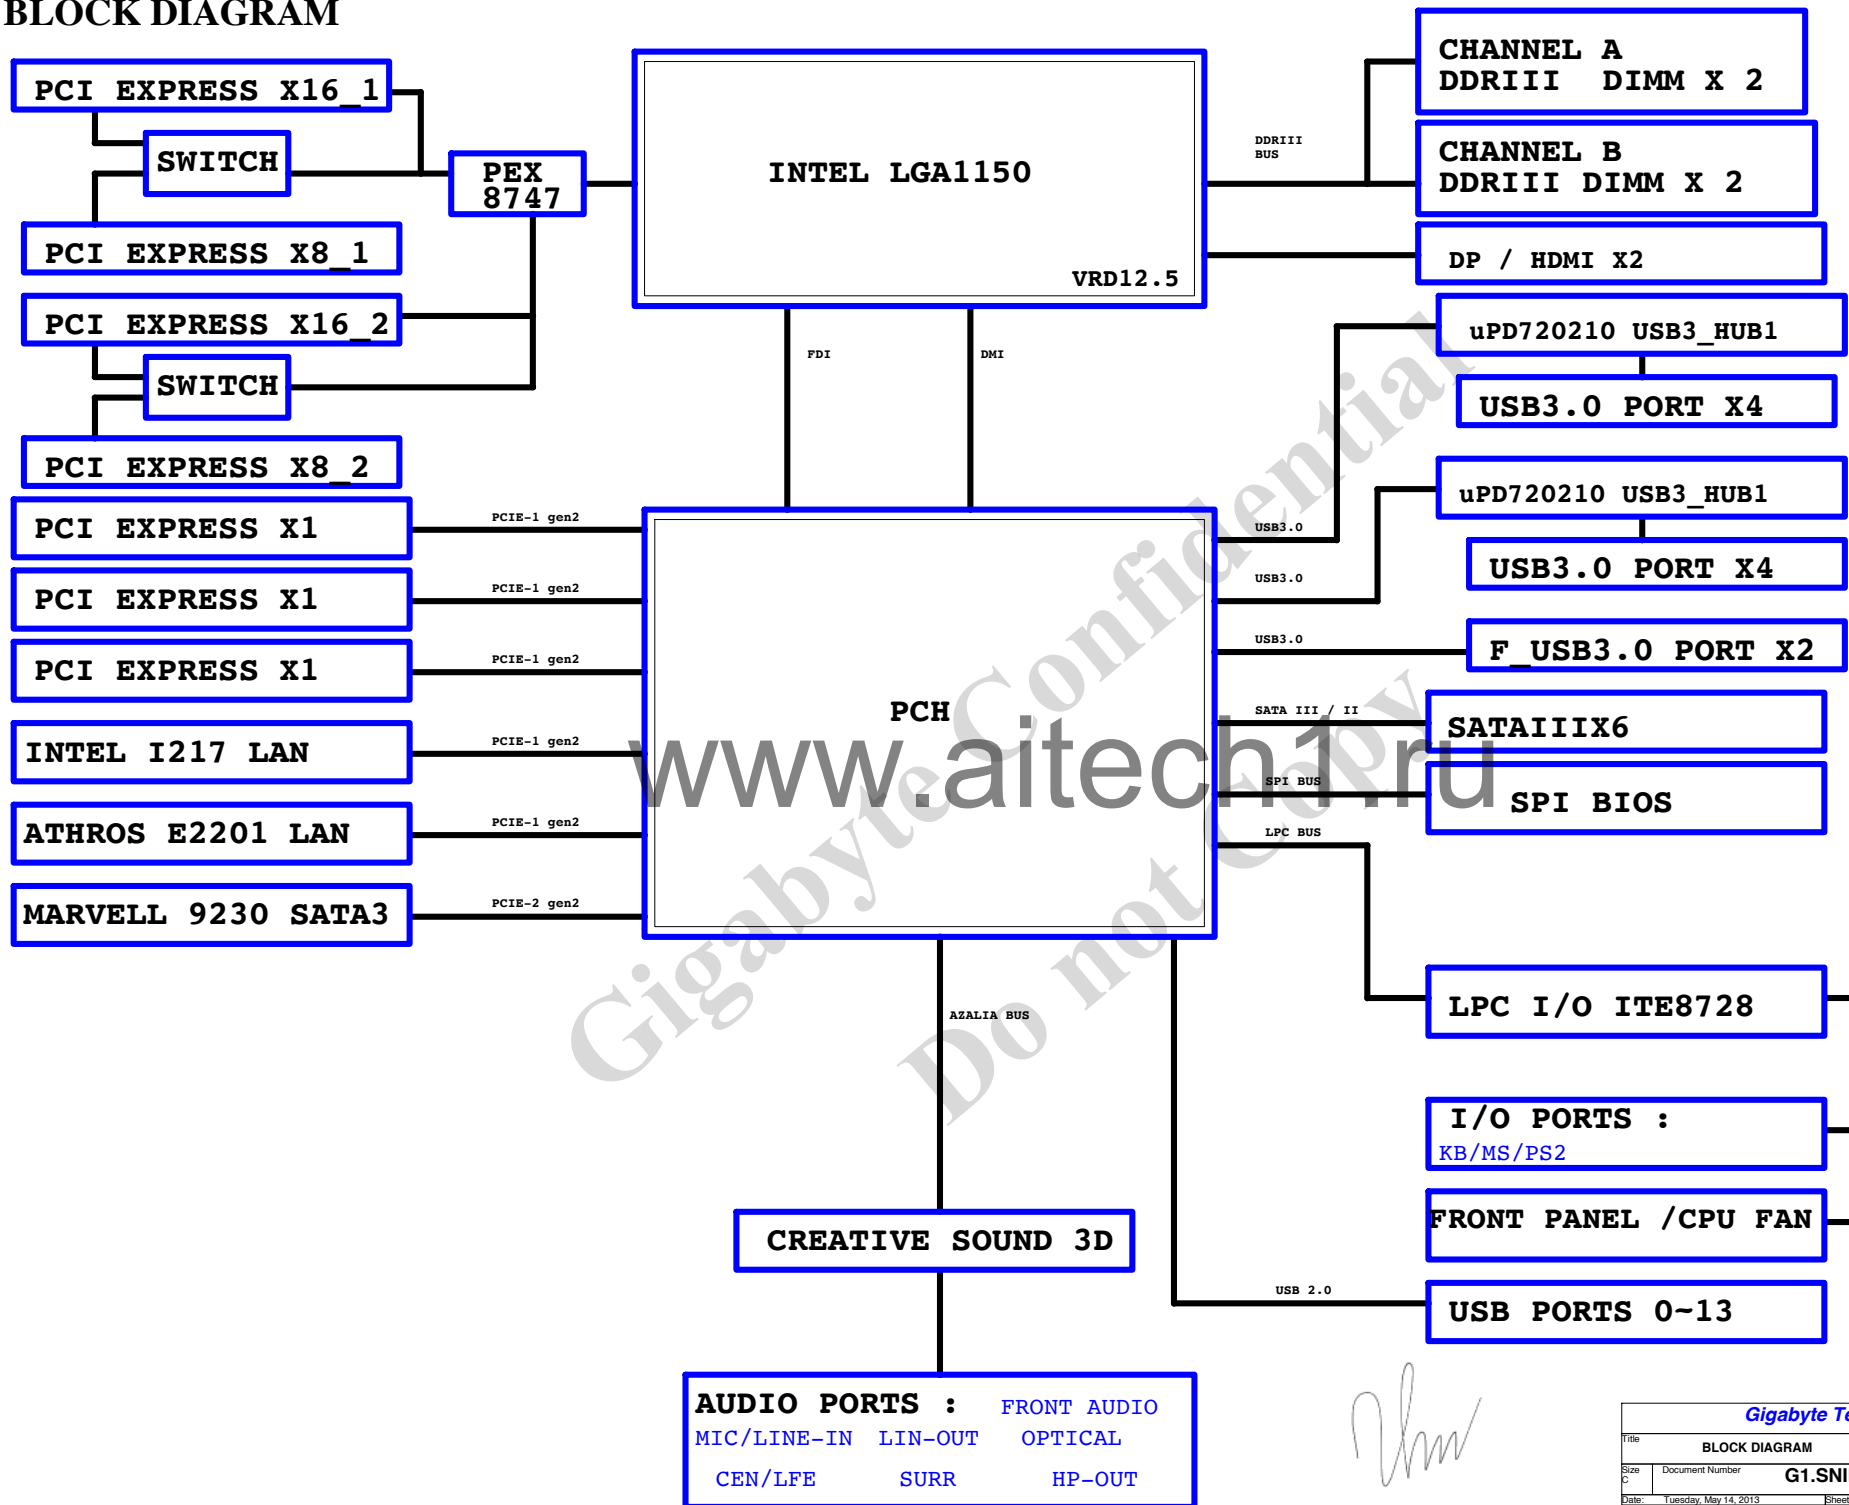 BLOCK DIAGRAM
PCI EXPRESS X16_1
SWITCH
PEX
8747
PCI EXPRESS X8_1
PCI EXPRESS X16_2
SWITCH
PCI EXPRESS X8_2
INTEL LGA1150
VRD12.5
DDRIII
BUS
CHANNEL A
DDRIII DIMM X 2
CHANNEL B
DDRIII DIMM X 2
DP / HDMI X2
FDI
DMI
uPD720210 USB3_HUB1
USB3.0 PORT X4
uPD720210 USB3_HUB1
USB3.0 PORT X4
USB3.0
USB3.0
USB3.0
F_USB3.0 PORT X2
PCI EXPRESS X1
PCIE-1 gen2
PCI EXPRESS X1
PCIE-1 gen2
PCI EXPRESS X1
PCIE-1 gen2
INTEL I217 LAN
PCIE-1 gen2
ATHROS E2201 LAN
PCIE-1 gen2
MARVELL 9230 SATA3
PCIE-2 gen2
PCH
SATA III / II
SATAIIIX6
SPI BUS
SPI BIOS
LPC BUS
LPC I/O ITE8728
www.aitech1.ru
Gigabyte Confidential
Do not Copy
AZALIA BUS
I/O PORTS :
KB/MS/PS2
FRONT PANEL /CPU FAN
USB 2.0
USB PORTS 0~13
CREATIVE SOUND 3D
AUDIO PORTS : FRONT AUDIO
MIC/LINE-IN LIN-OUT OPTICAL
CEN/LFE SURR HP-OUT
Gigabyte Te
Title
BLOCK DIAGRAM
Size
C
Document Number
G1.SNI
Date: Tuesday, May 14, 2013 Sheet